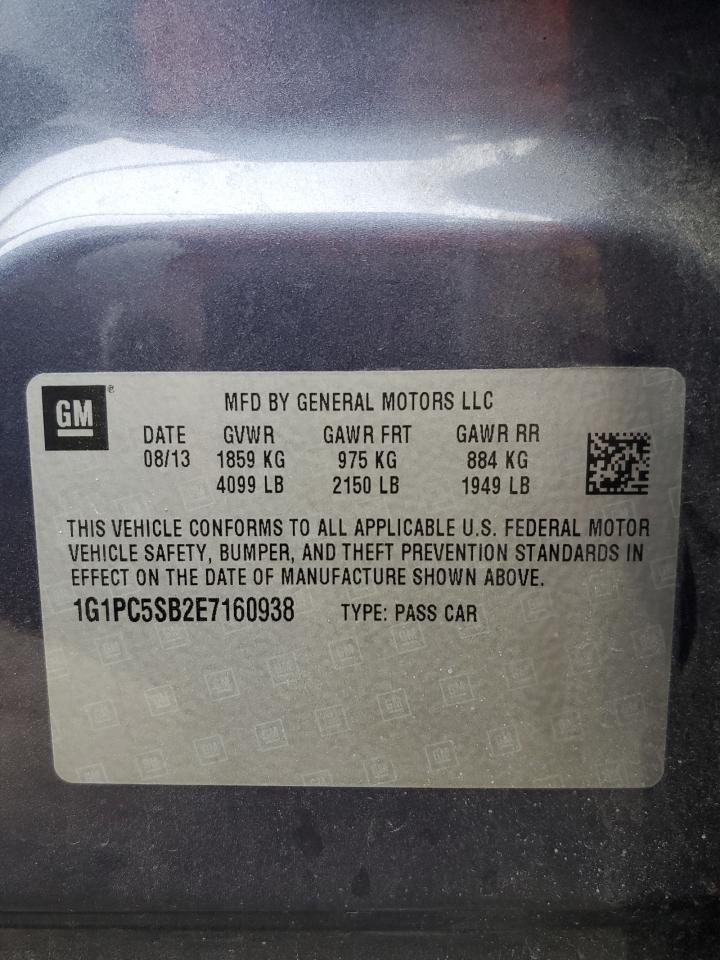 GM ®
MFD BY GENERAL MOTORS LLC
DATE GVWR GAWR FRT GAWR RR
08/13 1859 KG 975 KG 884 KG
4099 LB 2150 LB 1949 LB
THIS VEHICLE CONFORMS TO ALL APPLICABLE U.S. FEDERAL MOTOR
VEHICLE SAFETY, BUMPER, AND THEFT PREVENTION STANDARDS IN
EFFECT ON THE DATE OF MANUFACTURE SHOWN ABOVE.
1G1PC5SB2E7160938 TYPE: PASS CAR